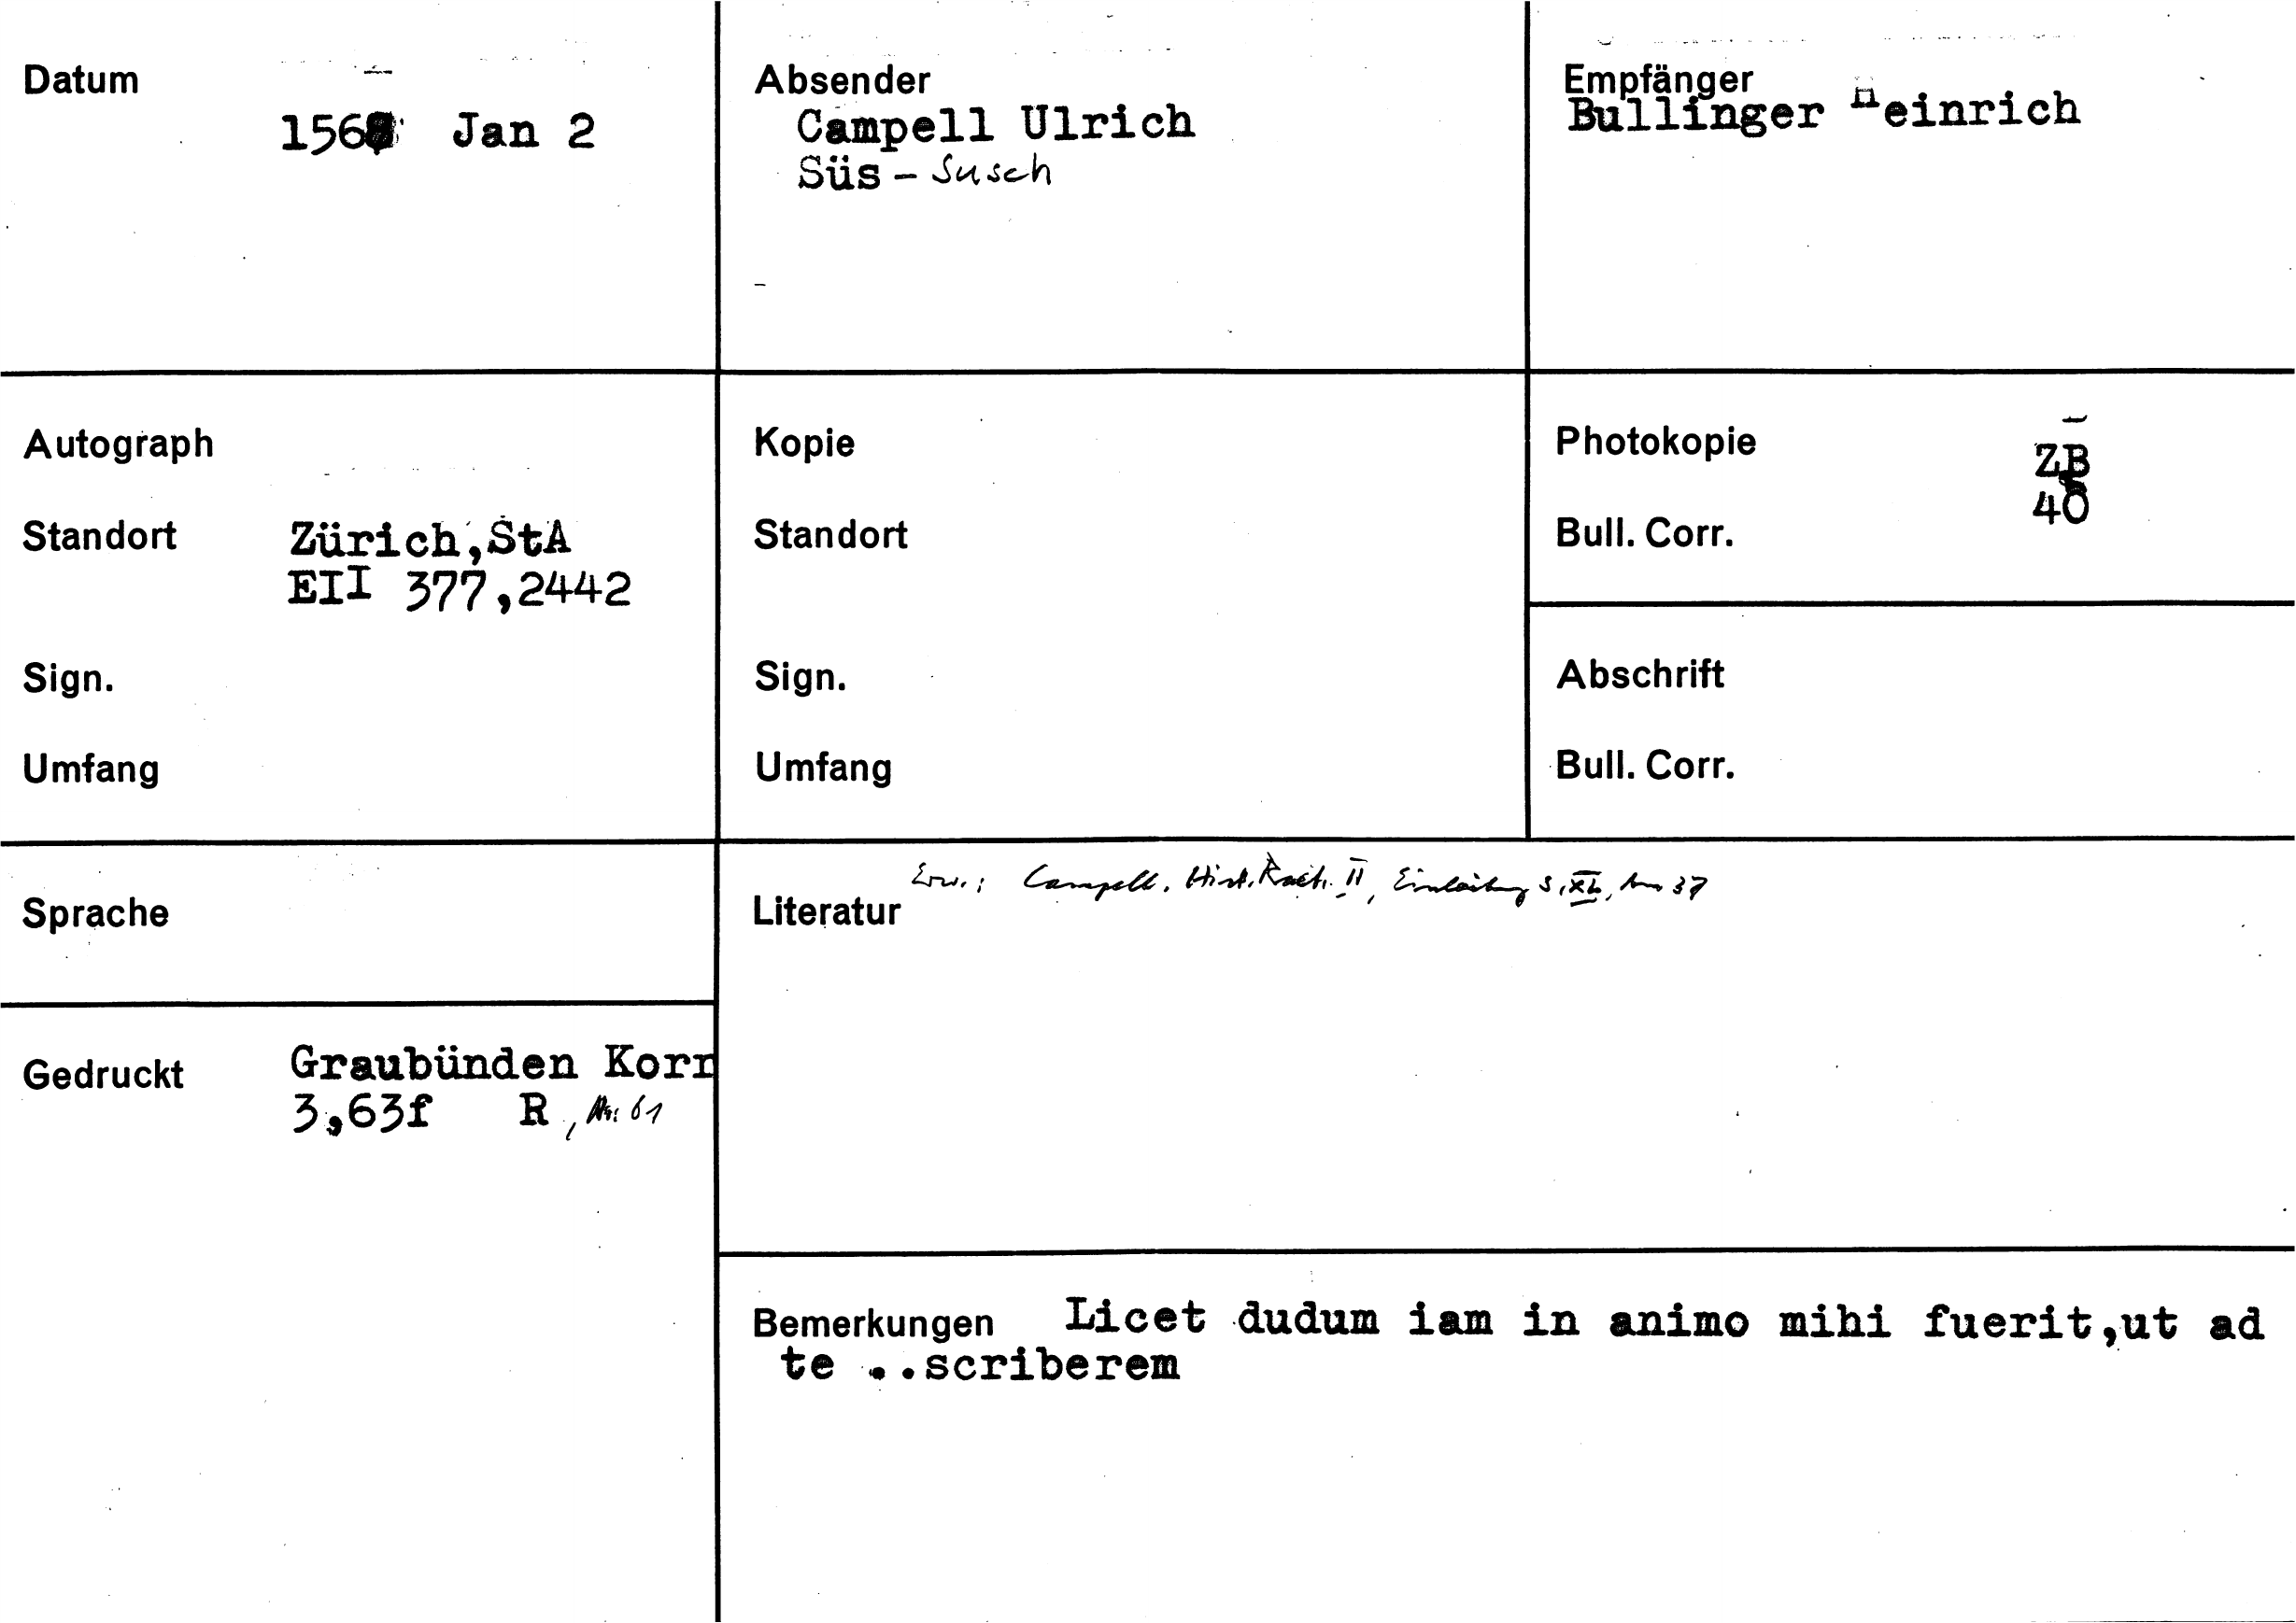 Datum
156 Jan 2
Absender
Campell Ulrich
Süs - Susch
Empfänger
Bullinger Heinrich
Autograph
Standort Zürich,StA
EII 377,2442
Sign.
Umfang
Kopie
Standort
Sign.
Umfang
Photokopie ZB
Bull. Corr. 40
Abschrift
Bull. Corr.
Sprache
Gedruckt Graubünden Korr
3,63f R, Nr. 61
Erw.: Campell, Hist. Raet. II, Einleitung S. XL, Anm 37
Literatur
Bemerkungen Licet dudum iam in animo mihi fuerit,ut ad
te ..scriberem